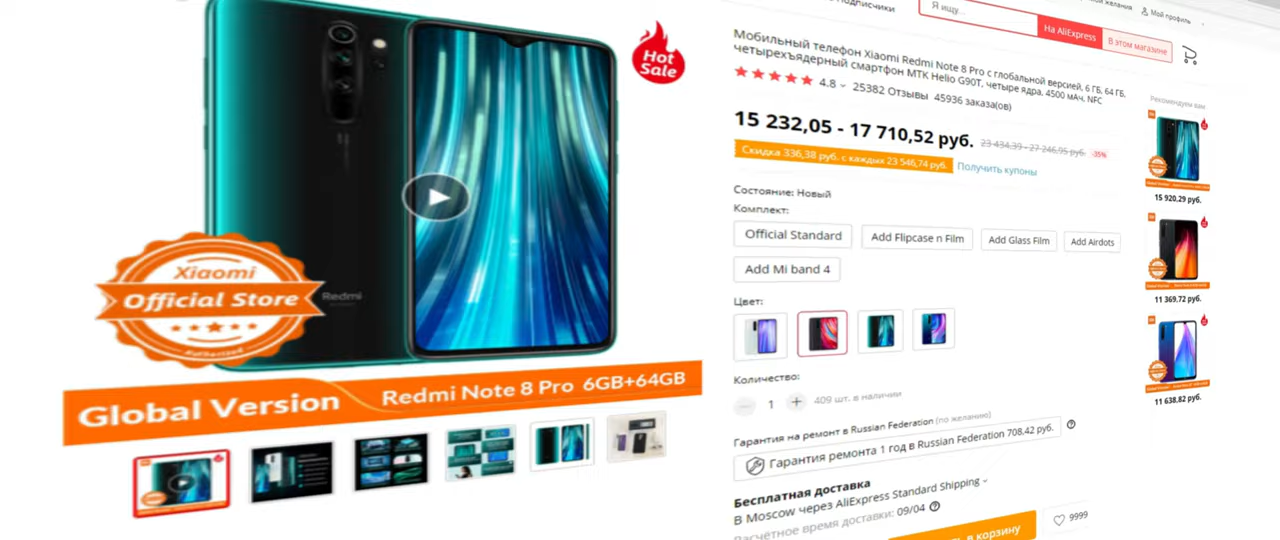 Hot
Sale
Xiaomi
Official Store
Redmi
Global Version
Redmi Note 8 Pro 6GB+64GB
Я ищу...
На AliExpress
В этом магазине
Мой профиль
Мобильный телефон Xiaomi Redmi Note 8 Pro с глобальной версией, 6 ГБ, 64 ГБ,
четырехъядерный смартфон MTK Helio G90T, четыре ядра, 4500 мАч, NFC
4.8 25382 Отзывы 45936 заказа(ов)
15 232,05 - 17 710,52 руб. 23 434,39 - 27 246,95 руб. -35%
Скидка 336,38 руб. с каждых 23 546,74 руб. Получить купоны
Состояние: Новый
Комплект:
Official Standard Add Flipcase n Film Add Glass Film Add Airdots
Add Mi band 4
Цвет:
Количество:
1 409 шт. в наличии
Гарантия на ремонт в Russian Federation (по желанию)
Гарантия ремонта 1 год в Russian Federation 708,42 руб.
Бесплатная доставка
В Moscow через AliExpress Standard Shipping
Расчётное время доставки: 09/04
в корзину
9999
Рекомендуем вам
15 920,29 руб.
11 369,72 руб.
11 638,82 руб.